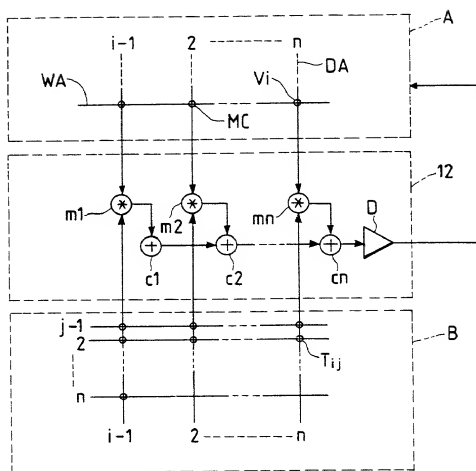 A
i-1 2 n
DA
WA Vi
MC
12
m1 * m2 * mn * D
+ + +
c1 c2 cn
j-1
2
n
Tij
B
i-1 2 n